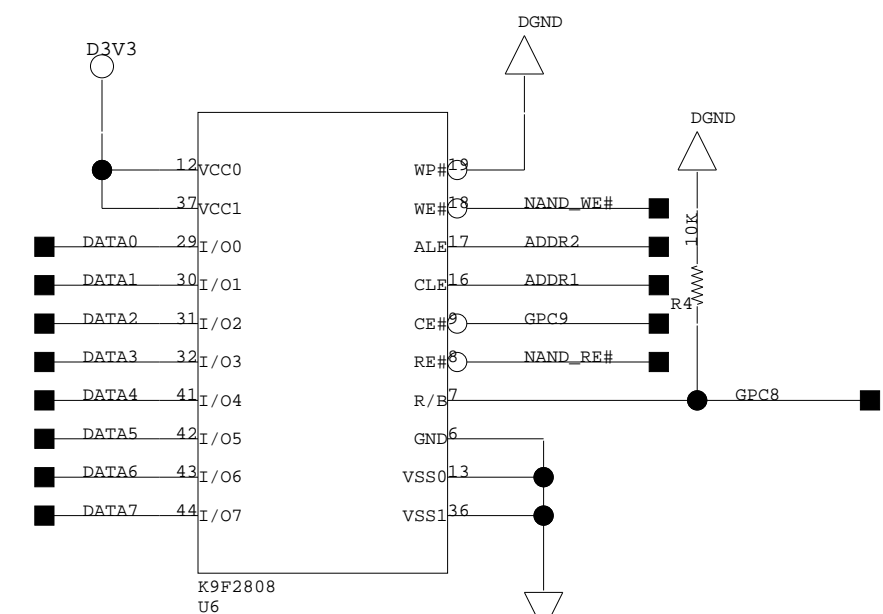 DGND
D3V3
DGND
12 VCC0 WP# 19
37 VCC1 WE# 18 NAND_WE#
10K
DATA0 29 I/O0 ALE 17 ADDR2
DATA1 30 I/O1 CLE 16 ADDR1
R4
DATA2 31 I/O2 CE# 9 GPC9
DATA3 32 I/O3 RE# 8 NAND_RE#
DATA4 41 I/O4 R/B 7 GPC8
DATA5 42 I/O5 GND 6
DATA6 43 I/O6 VSS0 13
DATA7 44 I/O7 VSS1 36
K9F2808
U6